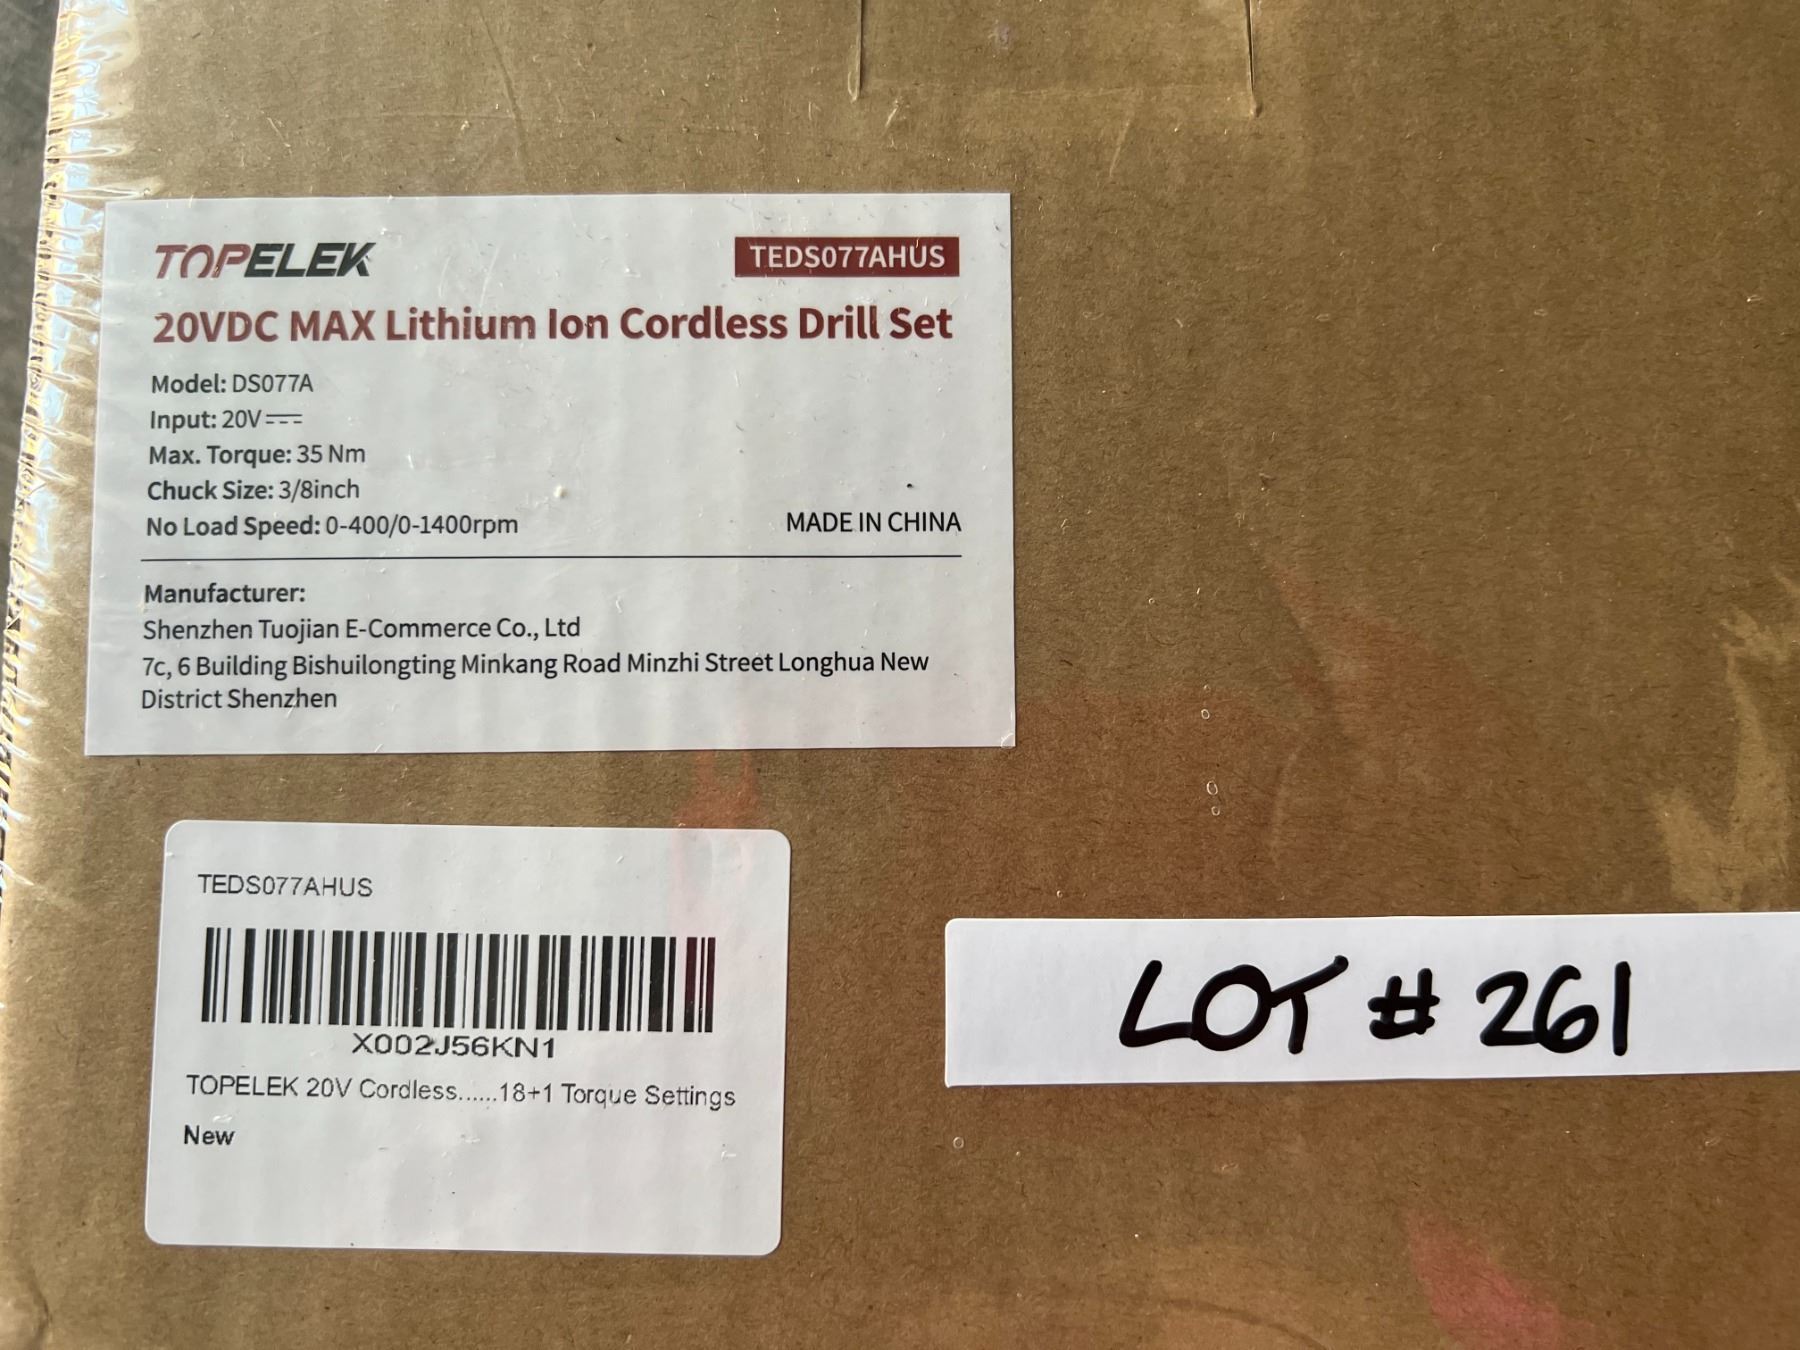 TOPELEK
TEDS077AHUS
20VDC MAX Lithium Ion Cordless Drill Set
Model: DS077A
Input: 20V⎓
Max. Torque: 35 Nm
Chuck Size: 3/8inch
No Load Speed: 0-400/0-1400rpm
MADE IN CHINA
Manufacturer:
Shenzhen Tuojian E-Commerce Co., Ltd
7c, 6 Building Bishuilongting Minkang Road Minzhi Street Longhua New
District Shenzhen
TEDS077AHUS
X002J56KN1
TOPELEK 20V Cordless......18+1 Torque Settings
New
LOT # 261